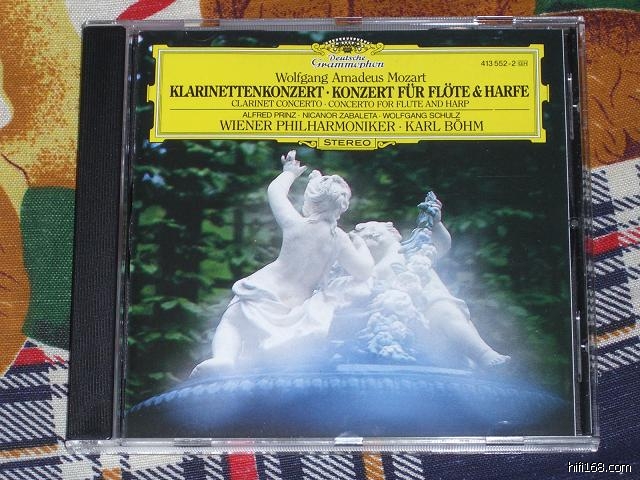 Deutsche
Grammophon
413 552-2 GH
Wolfgang Amadeus Mozart
KLARINETTENKONZERT · KONZERT FÜR FLÖTE & HARFE
CLARINET CONCERTO · CONCERTO FOR FLUTE AND HARP
ALFRED PRINZ · NICANOR ZABALETA · WOLFGANG SCHULZ
WIENER PHILHARMONIKER · KARL BÖHM
STEREO
hifi168.com